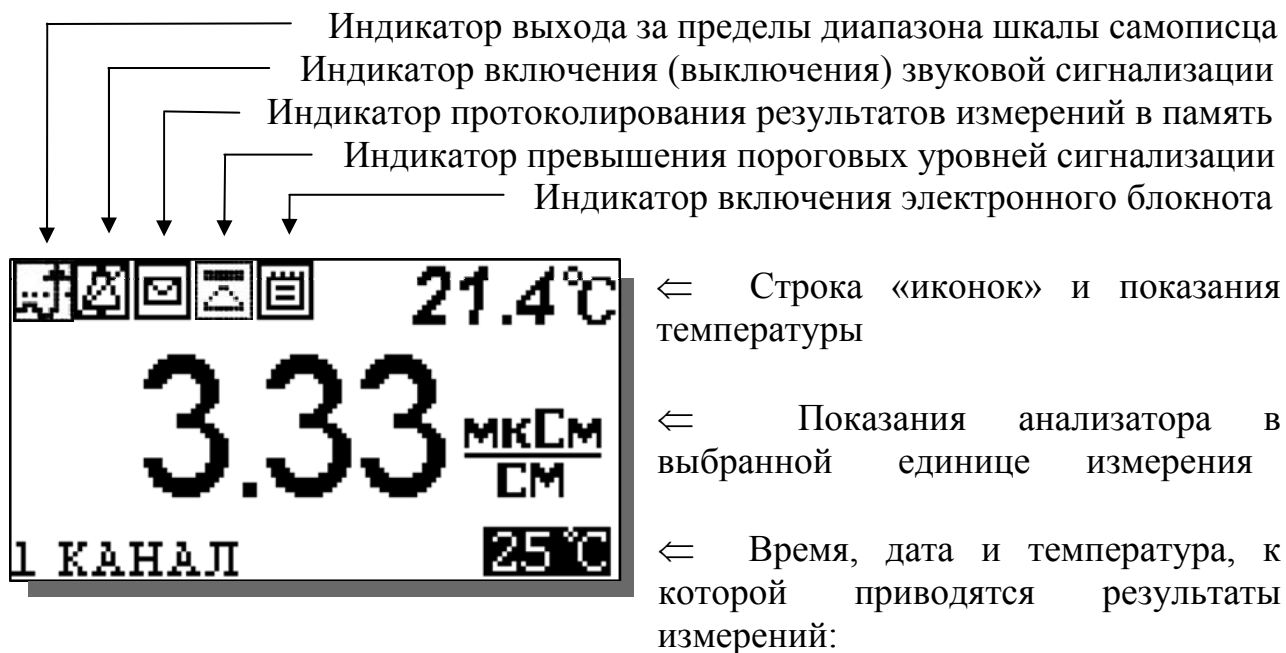 Индикатор выхода за пределы диапазона шкалы самописца
Индикатор включения (выключения) звуковой сигнализации
Индикатор протоколирования результатов измерений в память
Индикатор превышения пороговых уровней сигнализации
Индикатор включения электронного блокнота
21.4°C
3.33 мкСм
см
1 КАНАЛ 25°C
⇐ Строка «иконок» и показания
температуры
⇐ Показания анализатора в
выбранной единице измерения
⇐ Время, дата и температура, к
которой приводятся результаты
измерений: